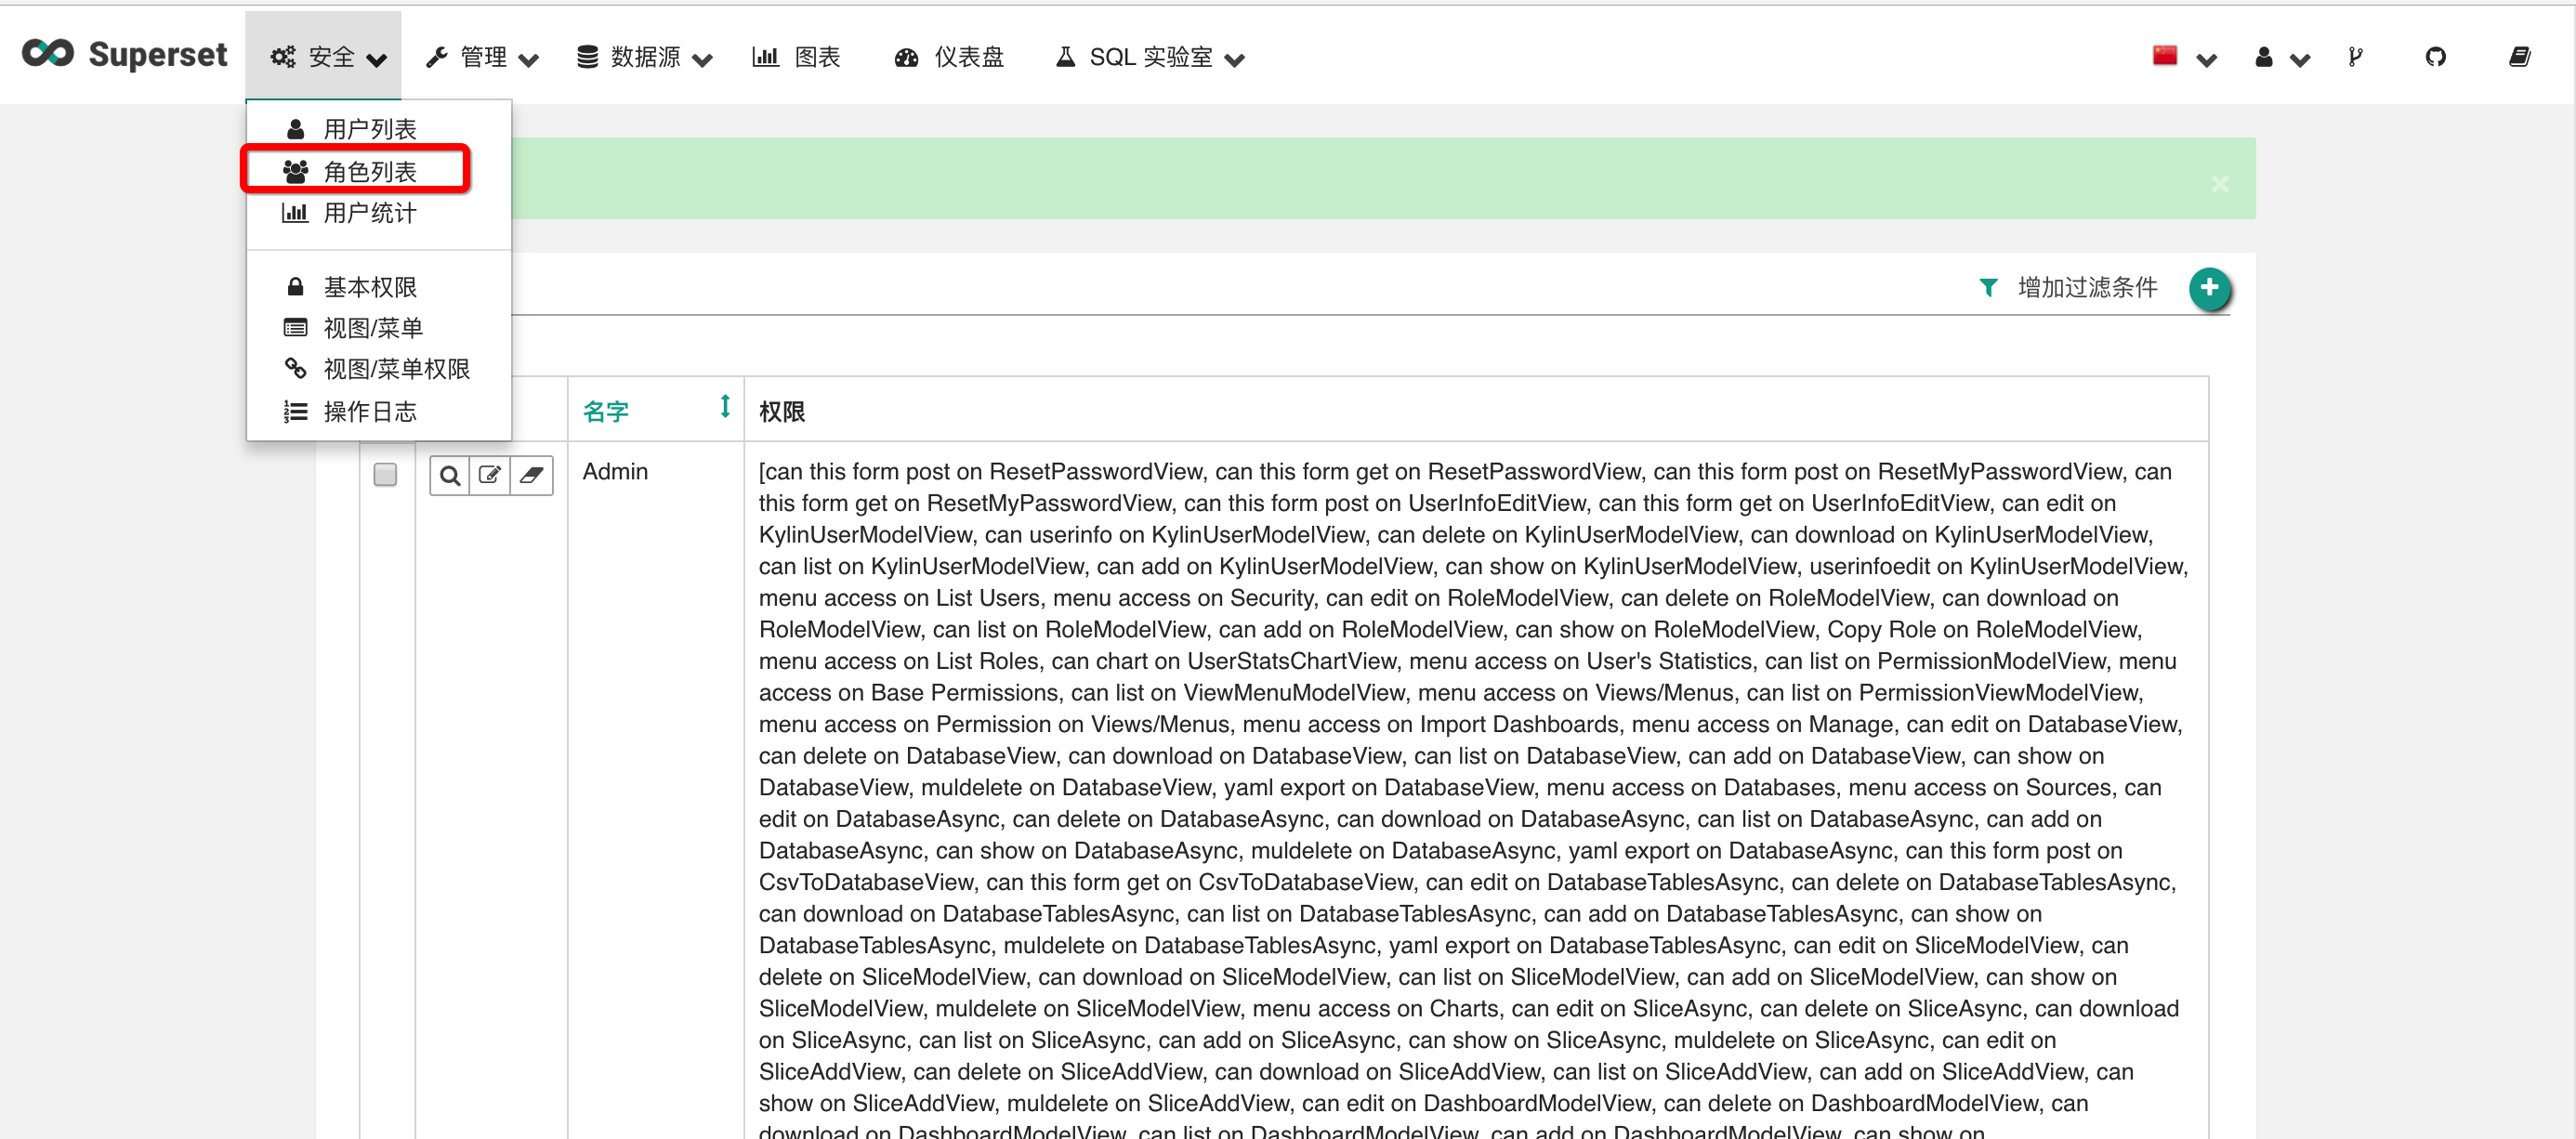 Superset 安全 管理 数据源 图表 仪表盘 SQL 实验室
用户列表
角色列表
用户统计
基本权限
视图/菜单
视图/菜单权限
操作日志
×
增加过滤条件
名字 权限
Admin
[can this form post on ResetPasswordView, can this form get on ResetPasswordView, can this form post on ResetMyPasswordView, can
this form get on ResetMyPasswordView, can this form post on UserInfoEditView, can this form get on UserInfoEditView, can edit on
KylinUserModelView, can userinfo on KylinUserModelView, can delete on KylinUserModelView, can download on KylinUserModelView,
can list on KylinUserModelView, can add on KylinUserModelView, can show on KylinUserModelView, userinfoedit on KylinUserModelView,
menu access on List Users, menu access on Security, can edit on RoleModelView, can delete on RoleModelView, can download on
RoleModelView, can list on RoleModelView, can add on RoleModelView, can show on RoleModelView, Copy Role on RoleModelView,
menu access on List Roles, can chart on UserStatsChartView, menu access on User's Statistics, can list on PermissionModelView, menu
access on Base Permissions, can list on ViewMenuModelView, menu access on Views/Menus, can list on PermissionViewModelView,
menu access on Permission on Views/Menus, menu access on Import Dashboards, menu access on Manage, can edit on DatabaseView,
can delete on DatabaseView, can download on DatabaseView, can list on DatabaseView, can add on DatabaseView, can show on
DatabaseView, muldelete on DatabaseView, yaml export on DatabaseView, menu access on Databases, menu access on Sources, can
edit on DatabaseAsync, can delete on DatabaseAsync, can download on DatabaseAsync, can list on DatabaseAsync, can add on
DatabaseAsync, can show on DatabaseAsync, muldelete on DatabaseAsync, yaml export on DatabaseAsync, can this form post on
CsvToDatabaseView, can this form get on CsvToDatabaseView, can edit on DatabaseTablesAsync, can delete on DatabaseTablesAsync,
can download on DatabaseTablesAsync, can list on DatabaseTablesAsync, can add on DatabaseTablesAsync, can show on
DatabaseTablesAsync, muldelete on DatabaseTablesAsync, yaml export on DatabaseTablesAsync, can edit on SliceModelView, can
delete on SliceModelView, can download on SliceModelView, can list on SliceModelView, can add on SliceModelView, can show on
SliceModelView, muldelete on SliceModelView, menu access on Charts, can edit on SliceAsync, can delete on SliceAsync, can download
on SliceAsync, can list on SliceAsync, can add on SliceAsync, can show on SliceAsync, muldelete on SliceAsync, can edit on
SliceAddView, can delete on SliceAddView, can download on SliceAddView, can list on SliceAddView, can add on SliceAddView, can
show on SliceAddView, muldelete on SliceAddView, can edit on DashboardModelView, can delete on DashboardModelView, can
download on DashboardModelView, can list on DashboardModelView, can add on DashboardModelView, can show on